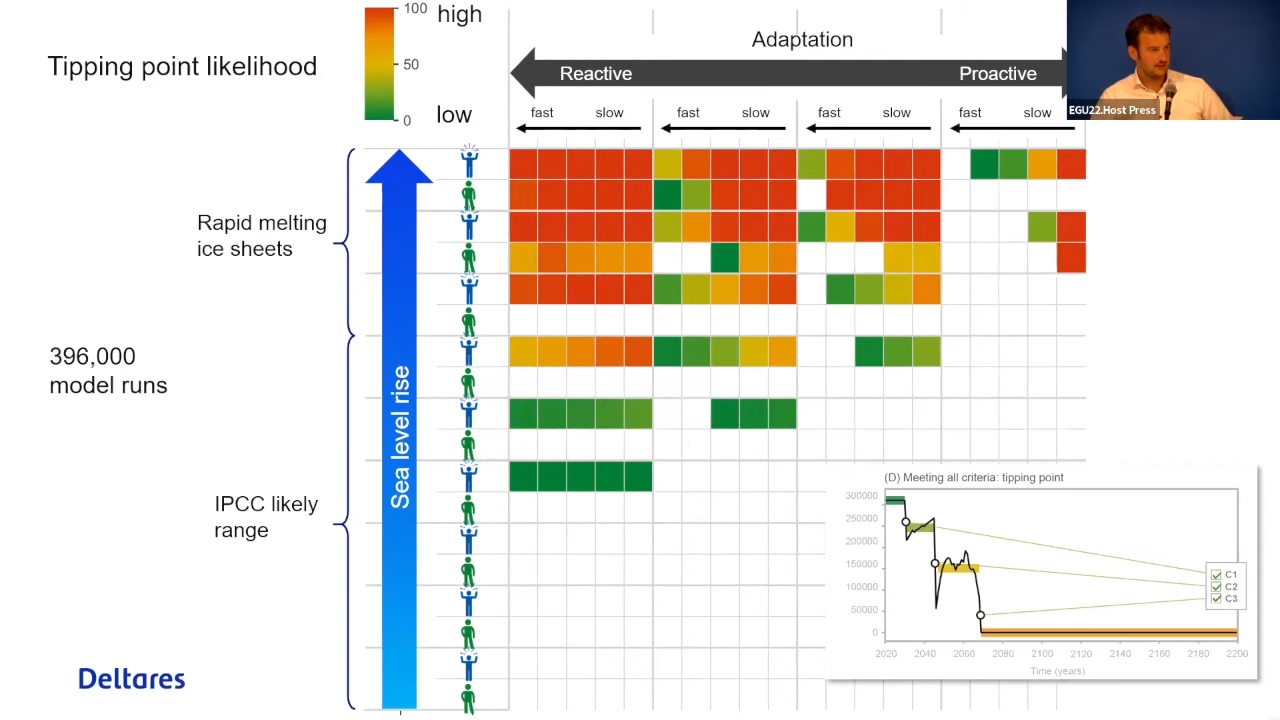 Tipping point likelihood
100
50
0
high
low
Adaptation
Reactive
Proactive
fast slow fast slow fast slow fast slow
EGU22.Host Press
Rapid melting
ice sheets
396,000
model runs
Sea level rise
IPCC likely
range
(D) Meeting all criteria: tipping point
300000
250000
200000
150000
100000
50000
0
C1
C2
C3
2020 2040 2060 2080 2100 2120 2140 2160 2180 2200
Time (years)
Deltares